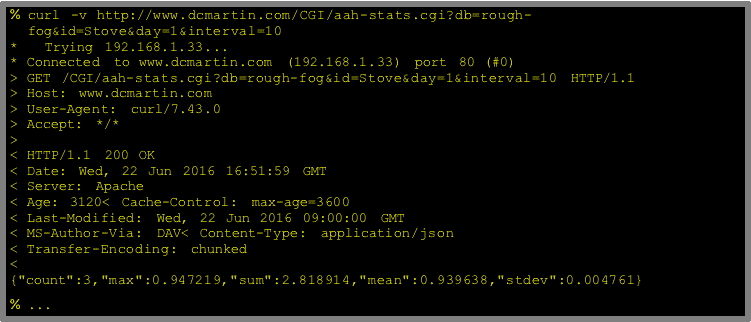 % curl -v http://www.dcmartin.com/CGI/aah-stats.cgi?db=rough-
fog&id=Stove&day=1&interval=10
* Trying 192.168.1.33...
* Connected to www.dcmartin.com (192.168.1.33) port 80 (#0)
> GET /CGI/aah-stats.cgi?db=rough-fog&id=Stove&day=1&interval=10 HTTP/1.1
> Host: www.dcmartin.com
> User-Agent: curl/7.43.0
> Accept: */*
>
< HTTP/1.1 200 OK
< Date: Wed, 22 Jun 2016 16:51:59 GMT
< Server: Apache
< Age: 3120< Cache-Control: max-age=3600
< Last-Modified: Wed, 22 Jun 2016 09:00:00 GMT
< MS-Author-Via: DAV< Content-Type: application/json
< Transfer-Encoding: chunked
<
{"count":3,"max":0.947219,"sum":2.818914,"mean":0.939638,"stdev":0.004761}
% ...